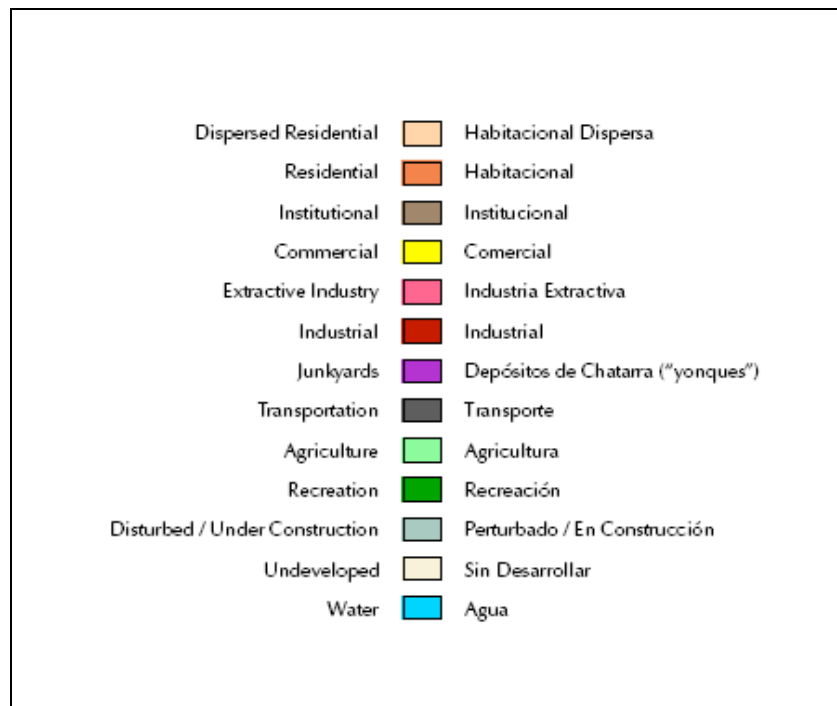 Dispersed Residential Habitacional Dispersa
Residential Habitacional
Institutional Institucional
Commercial Comercial
Extractive Industry Industria Extractiva
Industrial Industrial
Junkyards Depósitos de Chatarra ("yonques")
Transportation Transporte
Agriculture Agricultura
Recreation Recreación
Disturbed / Under Construction Perturbado / En Construcción
Undeveloped Sin Desarrollar
Water Agua